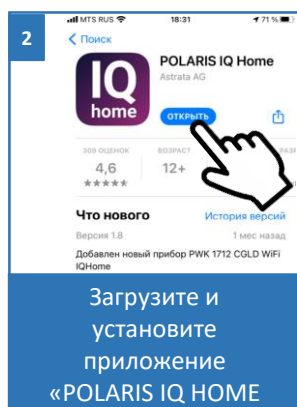 2
MTS RUS 18:31 71 %
Поиск
IQ
home
POLARIS IQ Home
Astrata AG
ОТКРЫТЬ
309 ОЦЕНОК ВОЗРАСТ
4,6 12+
Что нового История версий
Версия 1.8 1 мес назад
Добавлен новый прибор PWK 1712 CGLD WiFi
IQHome
Загрузите и
установите
приложение
«POLARIS IQ HOME